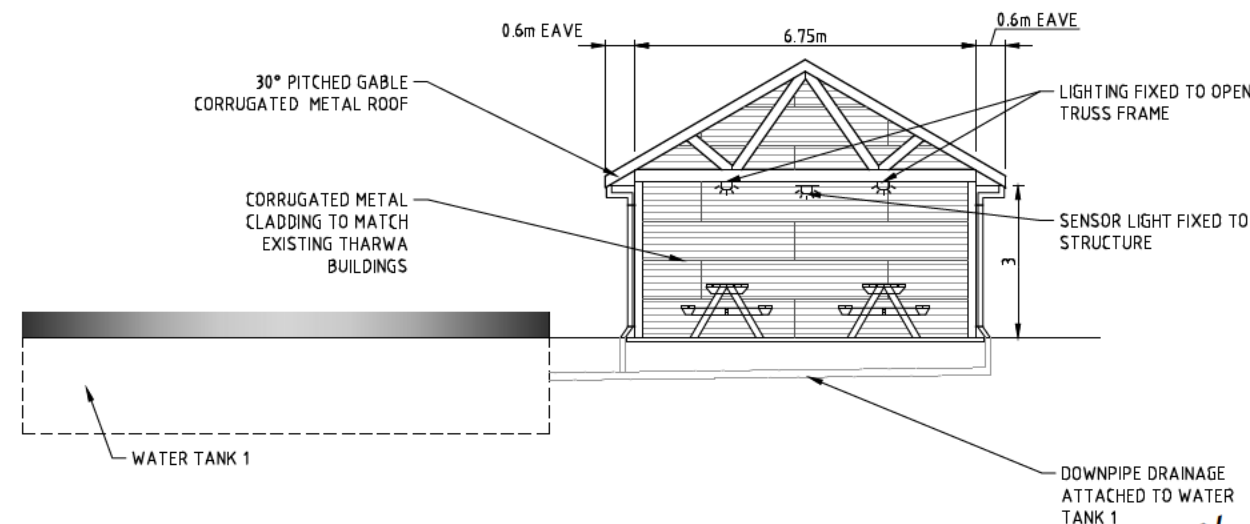 0.6m EAVE
6.75m
0.6m EAVE
30° PITCHED GABLE
CORRUGATED METAL ROOF
LIGHTING FIXED TO OPEN
TRUSS FRAME
CORRUGATED METAL
CLADDING TO MATCH
EXISTING THARWA
BUILDINGS
SENSOR LIGHT FIXED TO
STRUCTURE
3
WATER TANK 1
DOWNPIPE DRAINAGE
ATTACHED TO WATER
TANK 1